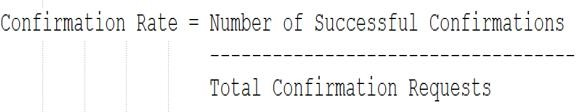 Confirmation Rate = Number of Successful Confirmations
-----------------------------------
Total Confirmation Requests